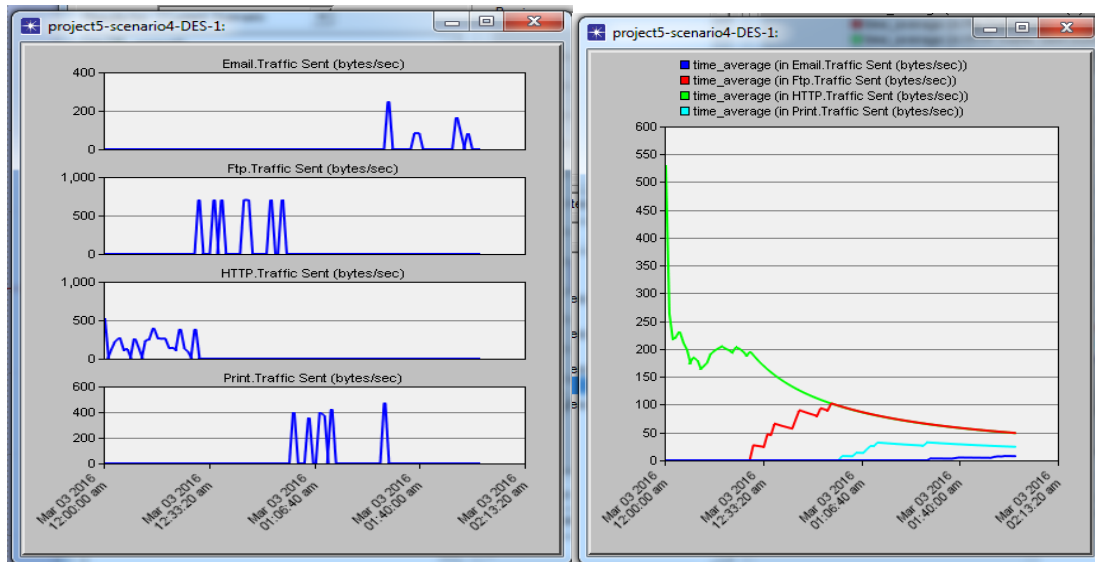 project5-scenario4-DES-1:
Email.Traffic Sent (bytes/sec)
400
200
0
Ftp.Traffic Sent (bytes/sec)
1,000
500
0
HTTP.Traffic Sent (bytes/sec)
1,000
500
0
Print.Traffic Sent (bytes/sec)
600
400
200
0
Mar 03 2016
12:00:00 am
Mar 03 2016
12:33:20 am
Mar 03 2016
01:06:40 am
Mar 03 2016
01:40:00 am
Mar 03 2016
02:13:20 am
project5-scenario4-DES-1:
time_average (in Email.Traffic Sent (bytes/sec))
time_average (in Ftp.Traffic Sent (bytes/sec))
time_average (in HTTP.Traffic Sent (bytes/sec))
time_average (in Print.Traffic Sent (bytes/sec))
600
550
500
450
400
350
300
250
200
150
100
50
0
Mar 03 2016
12:00:00 am
Mar 03 2016
12:33:20 am
Mar 03 2016
01:06:40 am
Mar 03 2016
01:40:00 am
Mar 03 2016
02:13:20 am